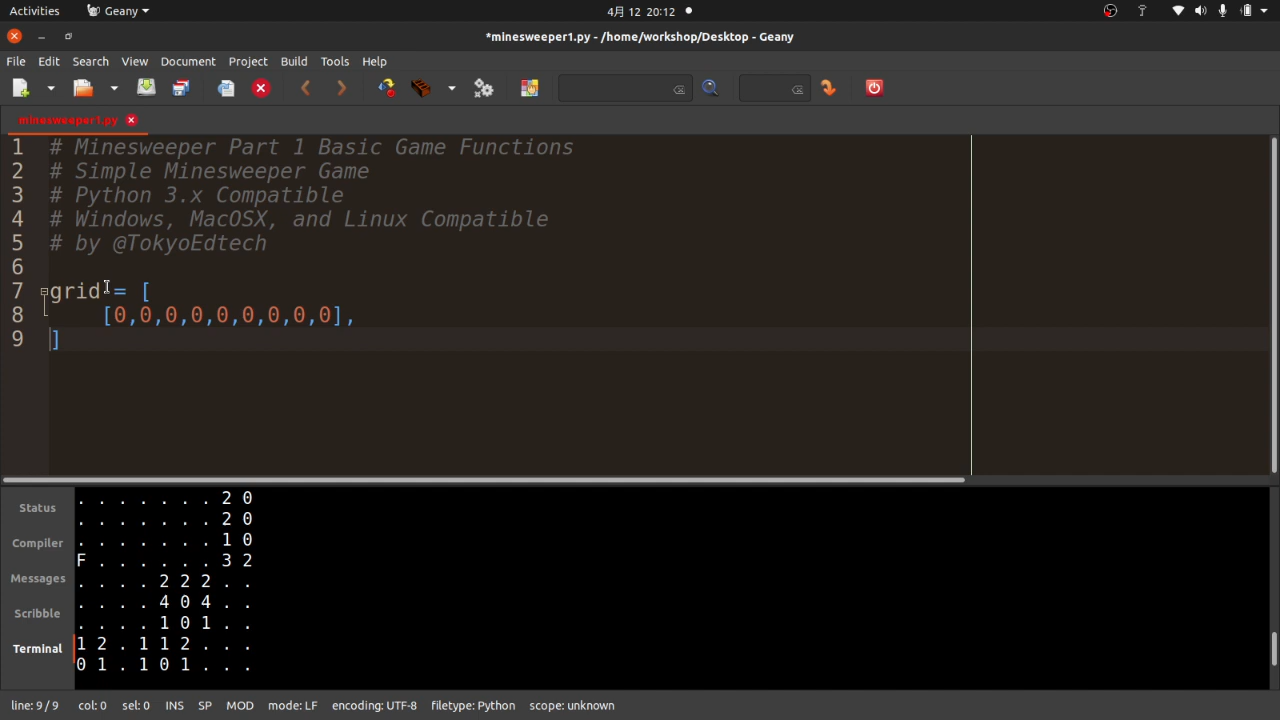 Activities Geany 4月 12 20:12
*minesweeper1.py - /home/workshop/Desktop - Geany
File Edit Search View Document Project Build Tools Help
minesweeper1.py
1 # Minesweeper Part 1 Basic Game Functions
2 # Simple Minesweeper Game
3 # Python 3.x Compatible
4 # Windows, MacOSX, and Linux Compatible
5 # by @TokyoEdtech
6
7 grid = [
8 [0,0,0,0,0,0,0,0,0],
9 ]
Status
Compiler
Messages
Scribble
Terminal
. . . . . . . 2 0
. . . . . . . 2 0
. . . . . . . 1 0
F . . . . . . 3 2
. . . . 2 2 2 . .
. . . . 4 0 4 . .
. . . . 1 0 1 . .
1 2 . 1 1 2 . . .
0 1 . 1 0 1 . . .
line: 9 / 9 col: 0 sel: 0 INS SP MOD mode: LF encoding: UTF-8 filetype: Python scope: unknown